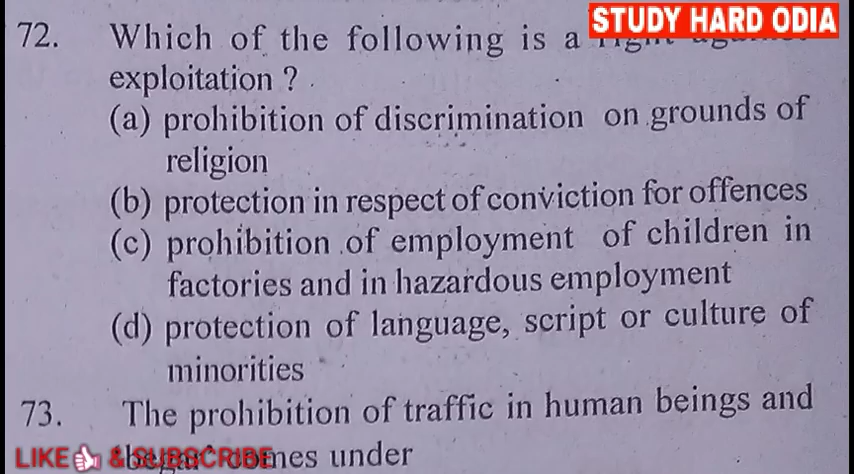 STUDY HARD ODIA
72. Which of the following is a
exploitation ?
(a) prohibition of discrimination on grounds of
religion
(b) protection in respect of conviction for offences
(c) prohibition of employment of children in
factories and in hazardous employment
(d) protection of language, script or culture of
minorities
73. The prohibition of traffic in human beings and
LIKE & SUBSCRIBE
under